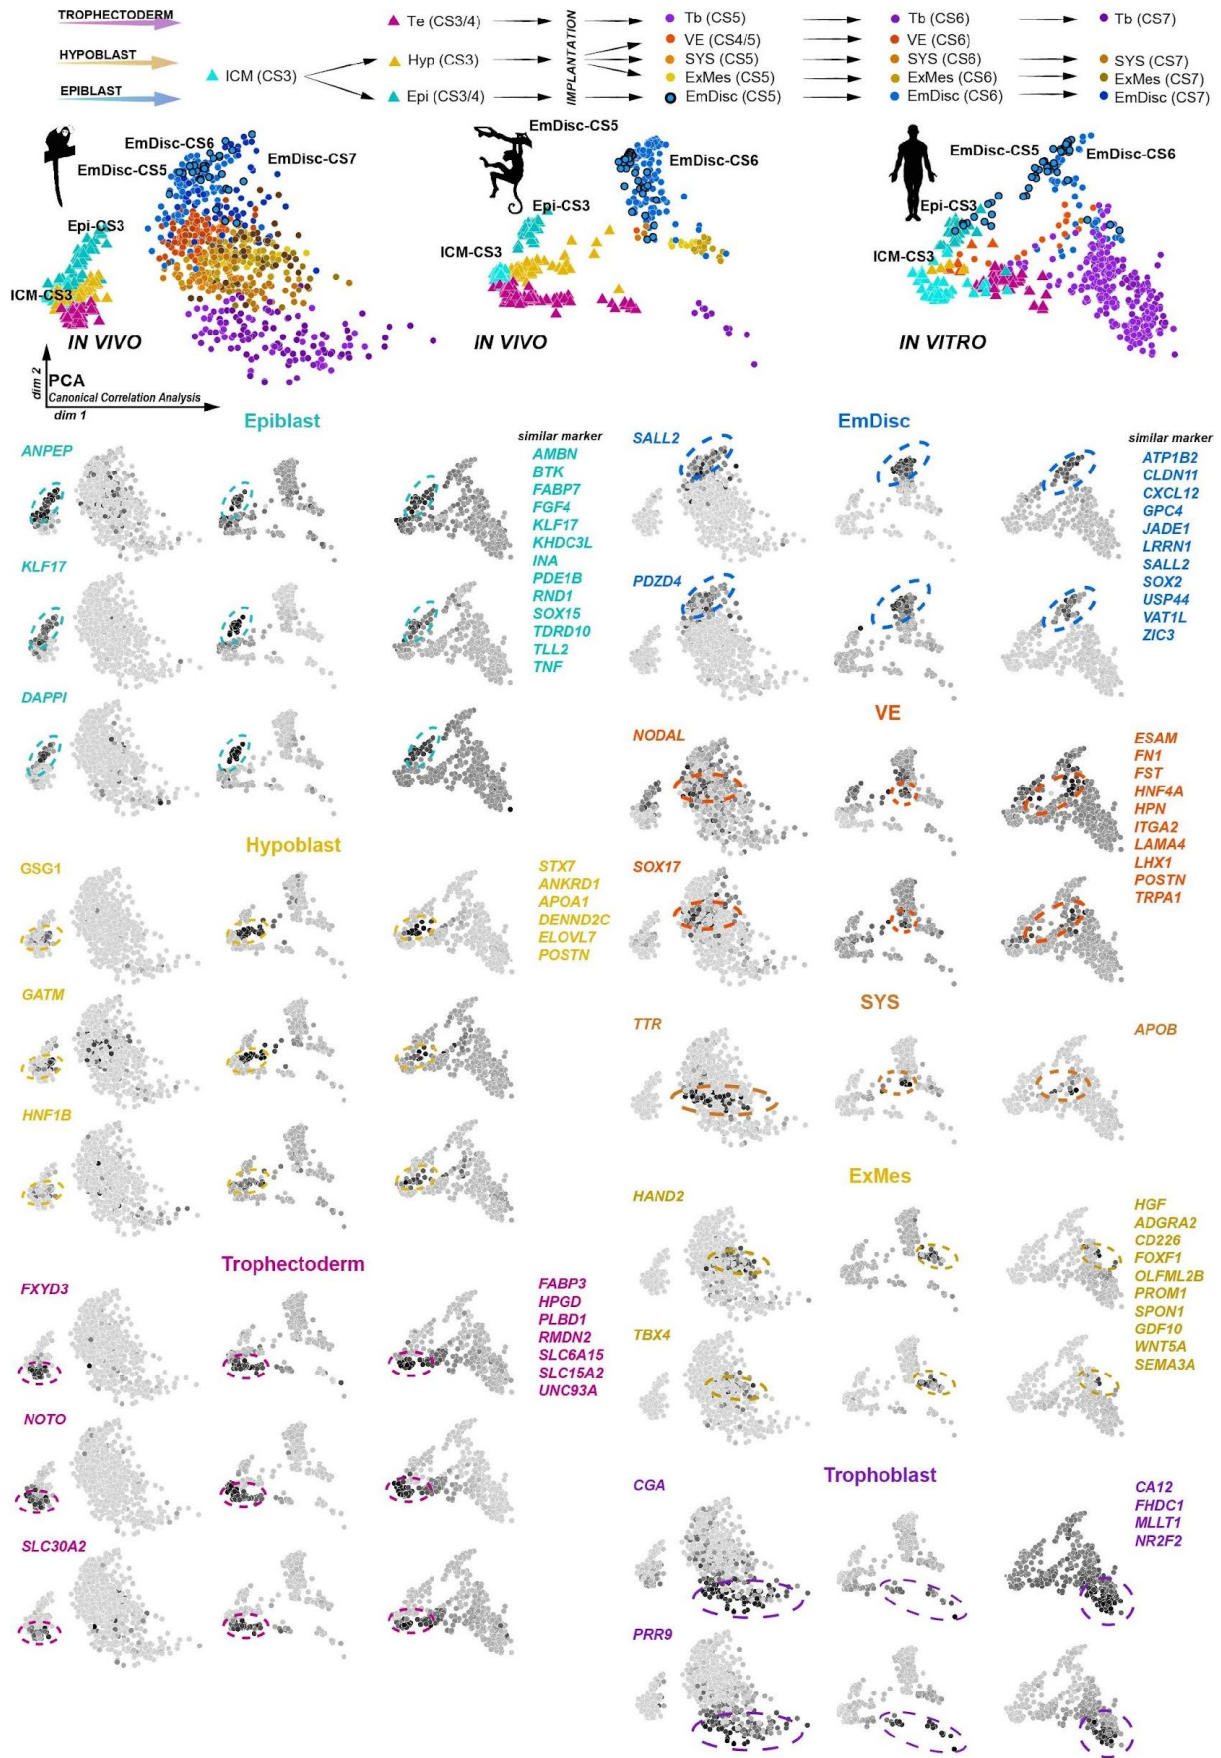 TROPHECTODERM
HYPOBLAST
EPIBLAST
ICM (CS3)
Te (CS3/4)
Hyp (CS3)
Epi (CS3/4)
IMPLANTATION
Tb (CS5)
VE (CS4/5)
SYS (CS5)
ExMes (CS5)
EmDisc (CS5)
Tb (CS6)
VE (CS6)
SYS (CS6)
ExMes (CS6)
EmDisc (CS6)
Tb (CS7)
SYS (CS7)
ExMes (CS7)
EmDisc (CS7)
EmDisc-CS6
EmDisc-CS5
EmDisc-CS7
Epi-CS3
ICM-CS3
IN VIVO
EmDisc-CS5
EmDisc-CS6
Epi-CS3
ICM-CS3
IN VIVO
EmDisc-CS5
EmDisc-CS6
Epi-CS3
ICM-CS3
IN VITRO
dim 2
PCA
Canonical Correlation Analysis
dim 1
Epiblast
ANPEP
KLF17
DAPPI
similar marker
AMBN
BTK
FABP7
FGF4
KLF17
KHDC3L
INA
PDE1B
RND1
SOX15
TDRD10
TLL2
TNF
Hypoblast
GSG1
GATM
HNF1B
STX7
ANKRD1
APOA1
DENND2C
ELOVL7
POSTN
Trophectoderm
FXYD3
NOTO
SLC30A2
FABP3
HPGD
PLBD1
RMDN2
SLC6A15
SLC15A2
UNC93A
EmDisc
SALL2
PDZD4
similar marker
ATP1B2
CLDN11
CXCL12
GPC4
JADE1
LRRN1
SALL2
SOX2
USP44
VAT1L
ZIC3
VE
NODAL
SOX17
ESAM
FN1
FST
HNF4A
HPN
ITGA2
LAMA4
LHX1
POSTN
TRPA1
SYS
TTR
APOB
ExMes
HAND2
TBX4
HGF
ADGRA2
CD226
FOXF1
OLFML2B
PROM1
SPON1
GDF10
WNT5A
SEMA3A
Trophoblast
CGA
PRR9
CA12
FHDC1
MLLT1
NR2F2